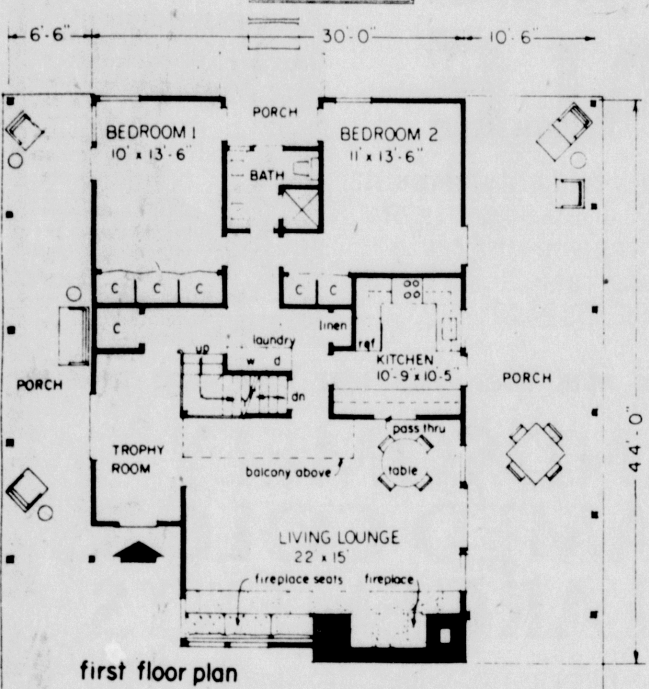 6'-6" 30'-0" 10'-6"
PORCH
BEDROOM 1
10' x 13'-6"
BEDROOM 2
11' x 13'-6"
BATH
C C C C C
C
linen
laundry
up
w d
ref
KITCHEN
10'-9" x 10'-5"
PORCH
PORCH
dn
pass thru
TROPHY
ROOM
balcony above
table
44'-0"
LIVING LOUNGE
22 x 15'
fireplace seats fireplace
first floor plan